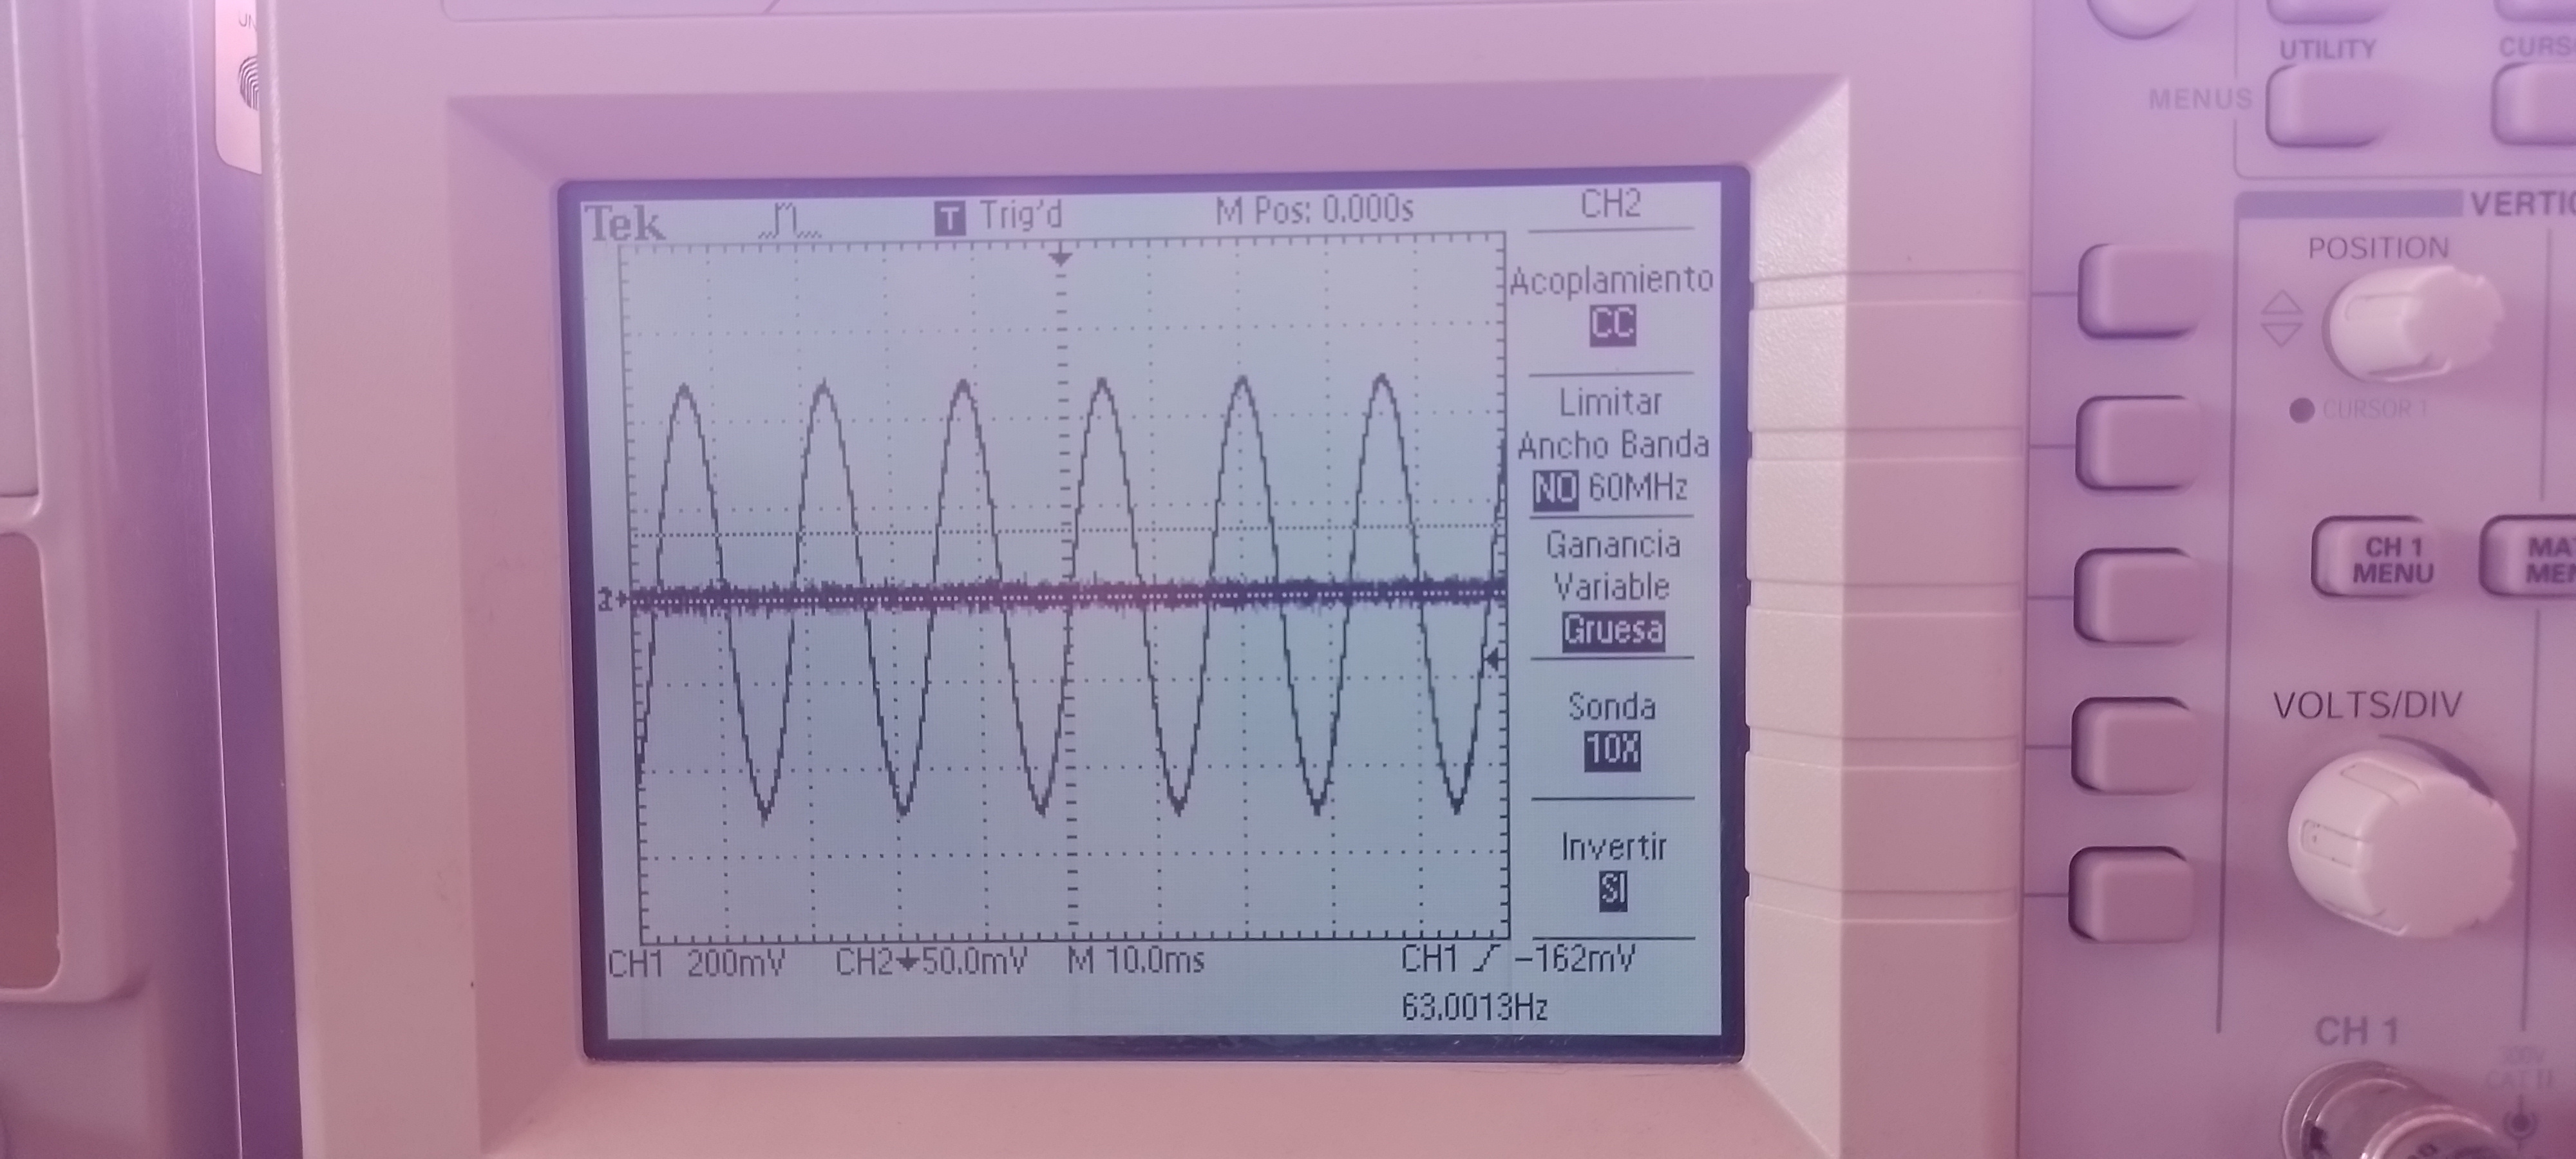 Tek
T Trig'd
M Pos: 0.000s
CH2
Acoplamiento
CC
Limitar
Ancho Banda
NO 60MHz
Ganancia
Variable
Gruesa
Sonda
10X
Invertir
SI
2
CH1 200mV
CH2 50.0mV
M 10.0ms
CH1 -162mV
63.0013Hz
UTILITY
MENUS
POSITION
CURSOR 1
CH 1
MENU
VOLTS/DIV
CH 1